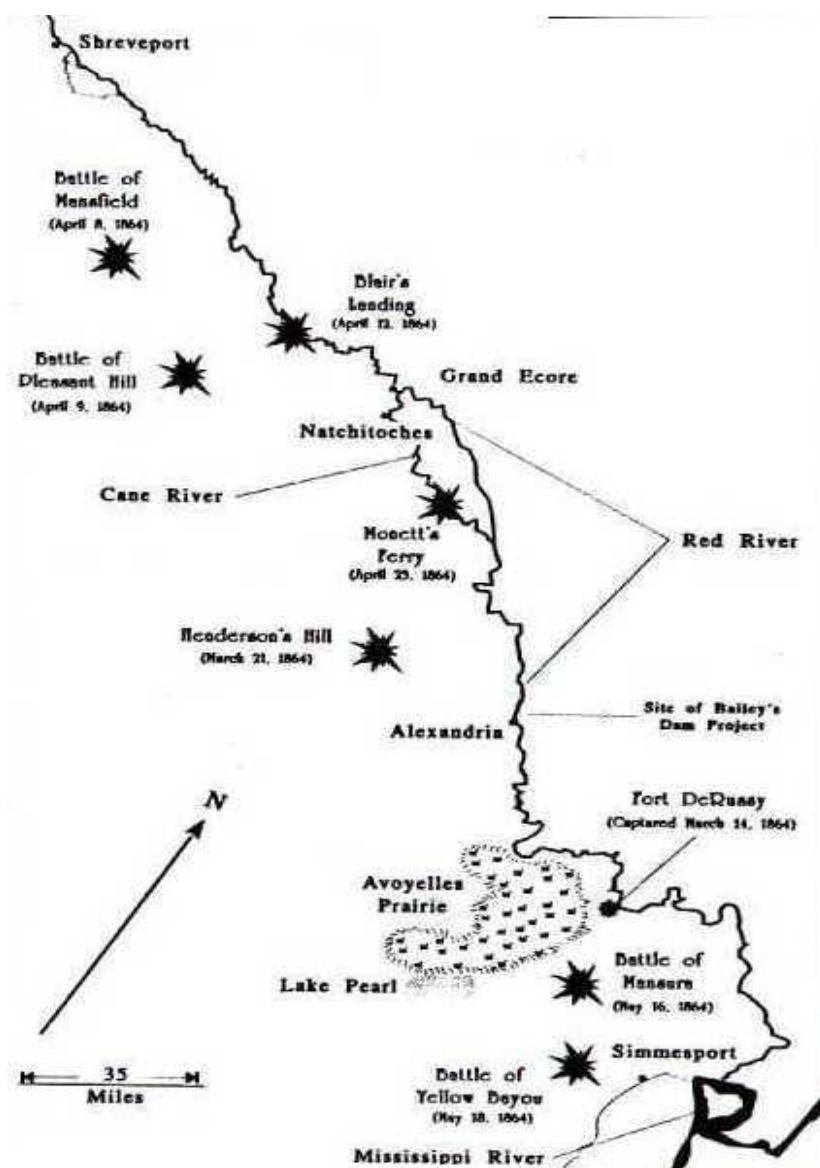 Shreveport
Battle of
Mansfield
(April 8, 1864)
Blair's
Landing
(April 12, 1864)
Battle of
Pleasant Hill
(April 9, 1864)
Grand Ecore
Natchitoches
Cane River
Monett's
Ferry
(April 23, 1864)
Red River
Henderson's Hill
(March 21, 1864)
Site of Bailey's
Dam Project
Alexandria
N
Fort DeRussy
(Captured March 14, 1864)
Avoyelles
Prairie
Lake Pearl
Battle of
Mansura
(May 16, 1864)
35
Miles
Simmesport
Battle of
Yellow Bayou
(May 18, 1864)
Mississippi River